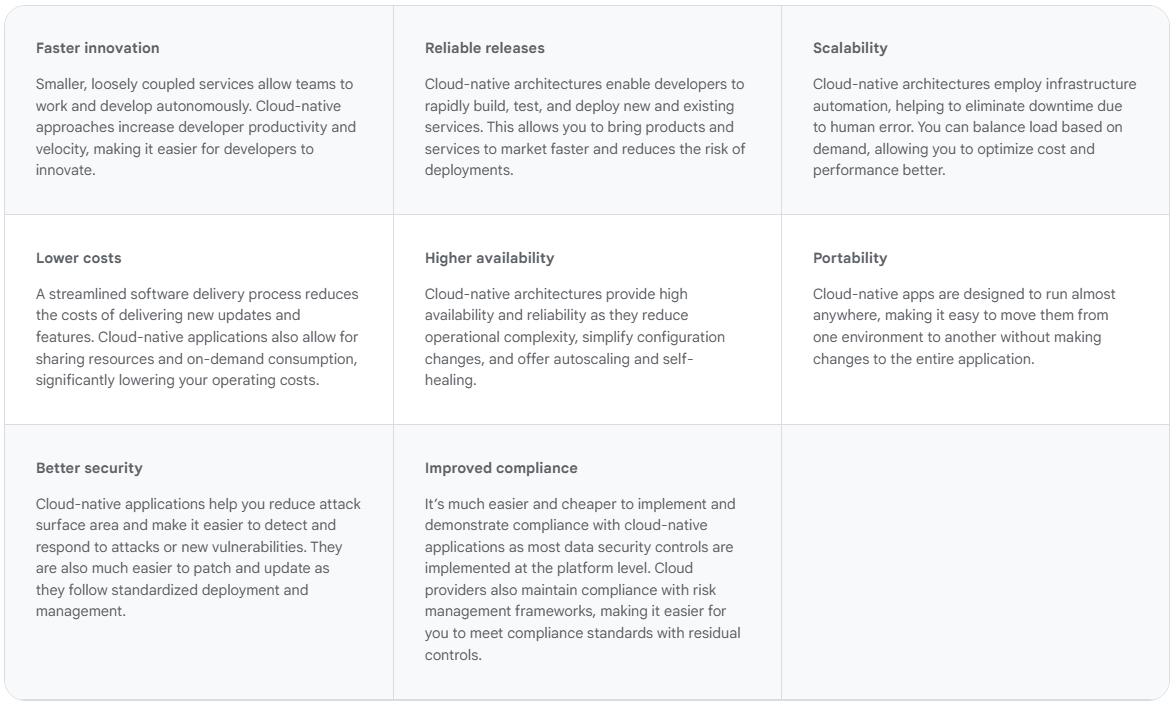 Faster innovation
Smaller, loosely coupled services allow teams to
work and develop autonomously. Cloud-native
approaches increase developer productivity and
velocity, making it easier for developers to
innovate.
Reliable releases
Cloud-native architectures enable developers to
rapidly build, test, and deploy new and existing
services. This allows you to bring products and
services to market faster and reduces the risk of
deployments.
Scalability
Cloud-native architectures employ infrastructure
automation, helping to eliminate downtime due
to human error. You can balance load based on
demand, allowing you to optimize cost and
performance better.
Lower costs
A streamlined software delivery process reduces
the costs of delivering new updates and
features. Cloud-native applications also allow for
sharing resources and on-demand consumption,
significantly lowering your operating costs.
Higher availability
Cloud-native architectures provide high
availability and reliability as they reduce
operational complexity, simplify configuration
changes, and offer autoscaling and self-
healing.
Portability
Cloud-native apps are designed to run almost
anywhere, making it easy to move them from
one environment to another without making
changes to the entire application.
Better security
Cloud-native applications help you reduce attack
surface area and make it easier to detect and
respond to attacks or new vulnerabilities. They
are also much easier to patch and update as
they follow standardized deployment and
management.
Improved compliance
It’s much easier and cheaper to implement and
demonstrate compliance with cloud-native
applications as most data security controls are
implemented at the platform level. Cloud
providers also maintain compliance with risk
management frameworks, making it easier for
you to meet compliance standards with residual
controls.